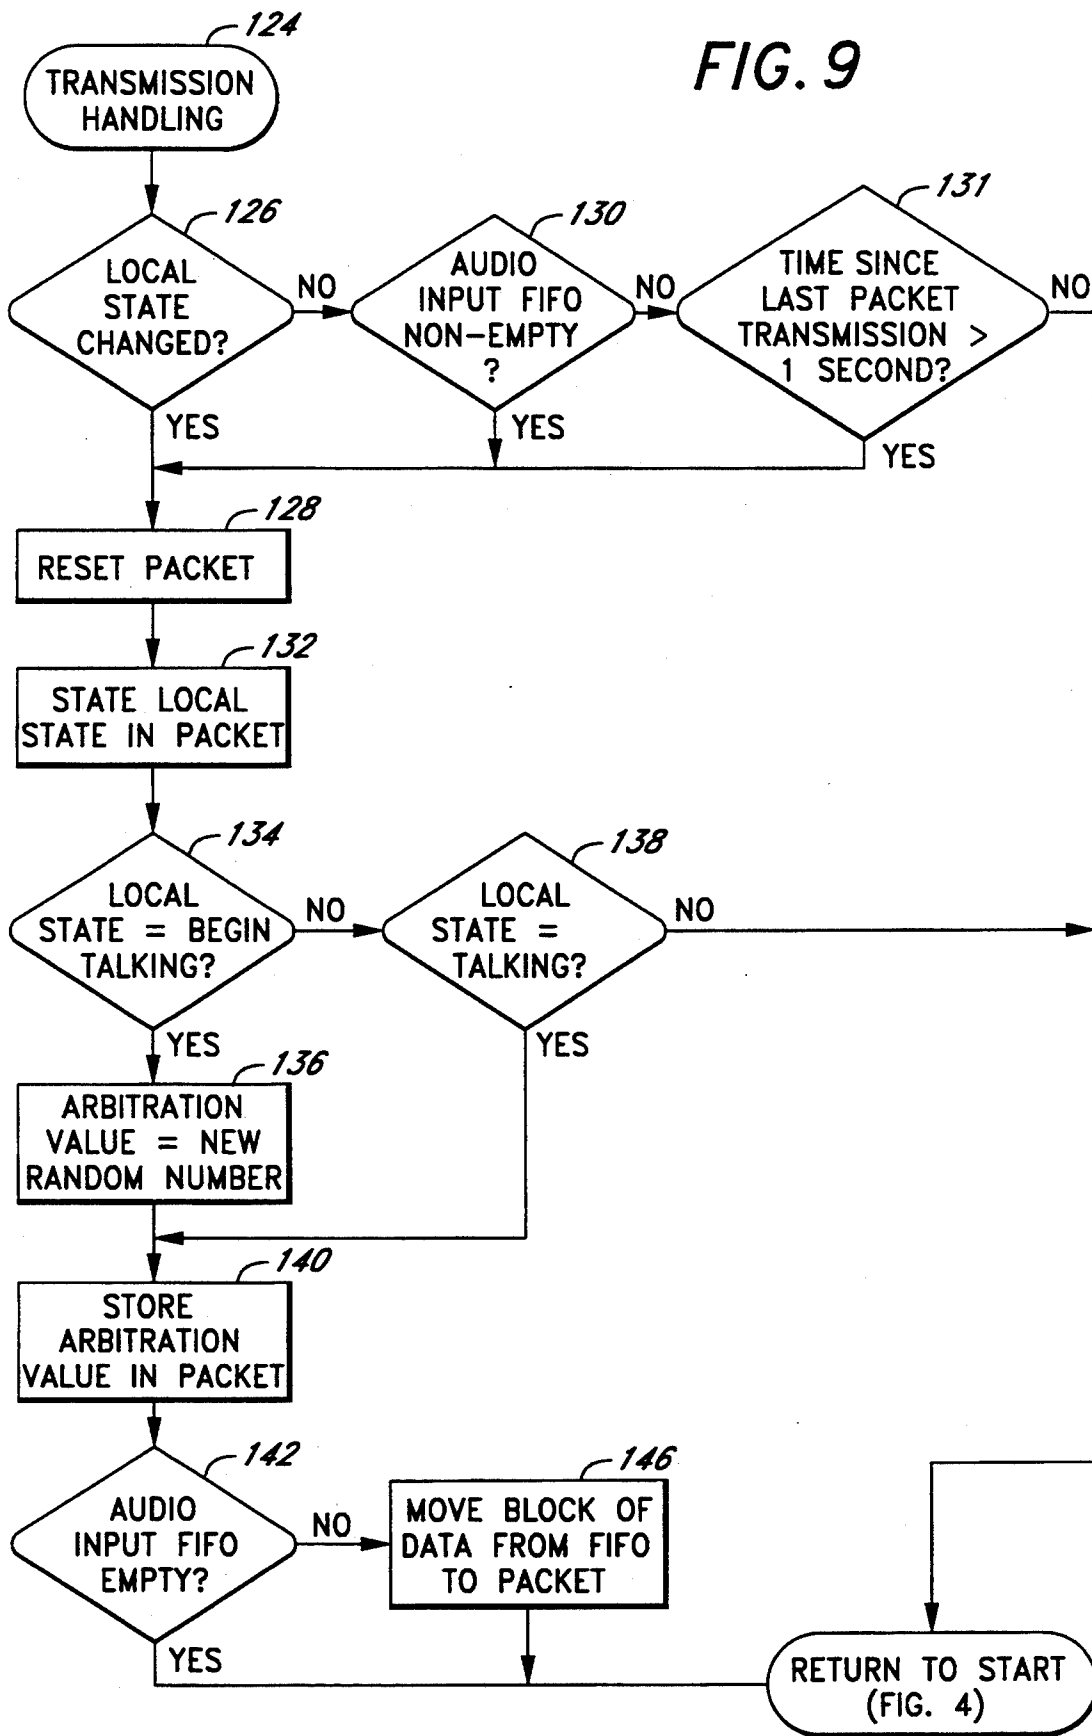 FIG. 9
124
TRANSMISSION
HANDLING
126
LOCAL
STATE
CHANGED?
NO
YES
130
AUDIO
INPUT FIFO
NON-EMPTY
?
NO
YES
131
TIME SINCE
LAST PACKET
TRANSMISSION >
1 SECOND?
NO
YES
128
RESET PACKET
132
STATE LOCAL
STATE IN PACKET
134
LOCAL
STATE = BEGIN
TALKING?
NO
YES
138
LOCAL
STATE =
TALKING?
NO
YES
136
ARBITRATION
VALUE = NEW
RANDOM NUMBER
140
STORE
ARBITRATION
VALUE IN PACKET
142
AUDIO
INPUT FIFO
EMPTY?
NO
YES
146
MOVE BLOCK OF
DATA FROM FIFO
TO PACKET
RETURN TO START
(FIG. 4)